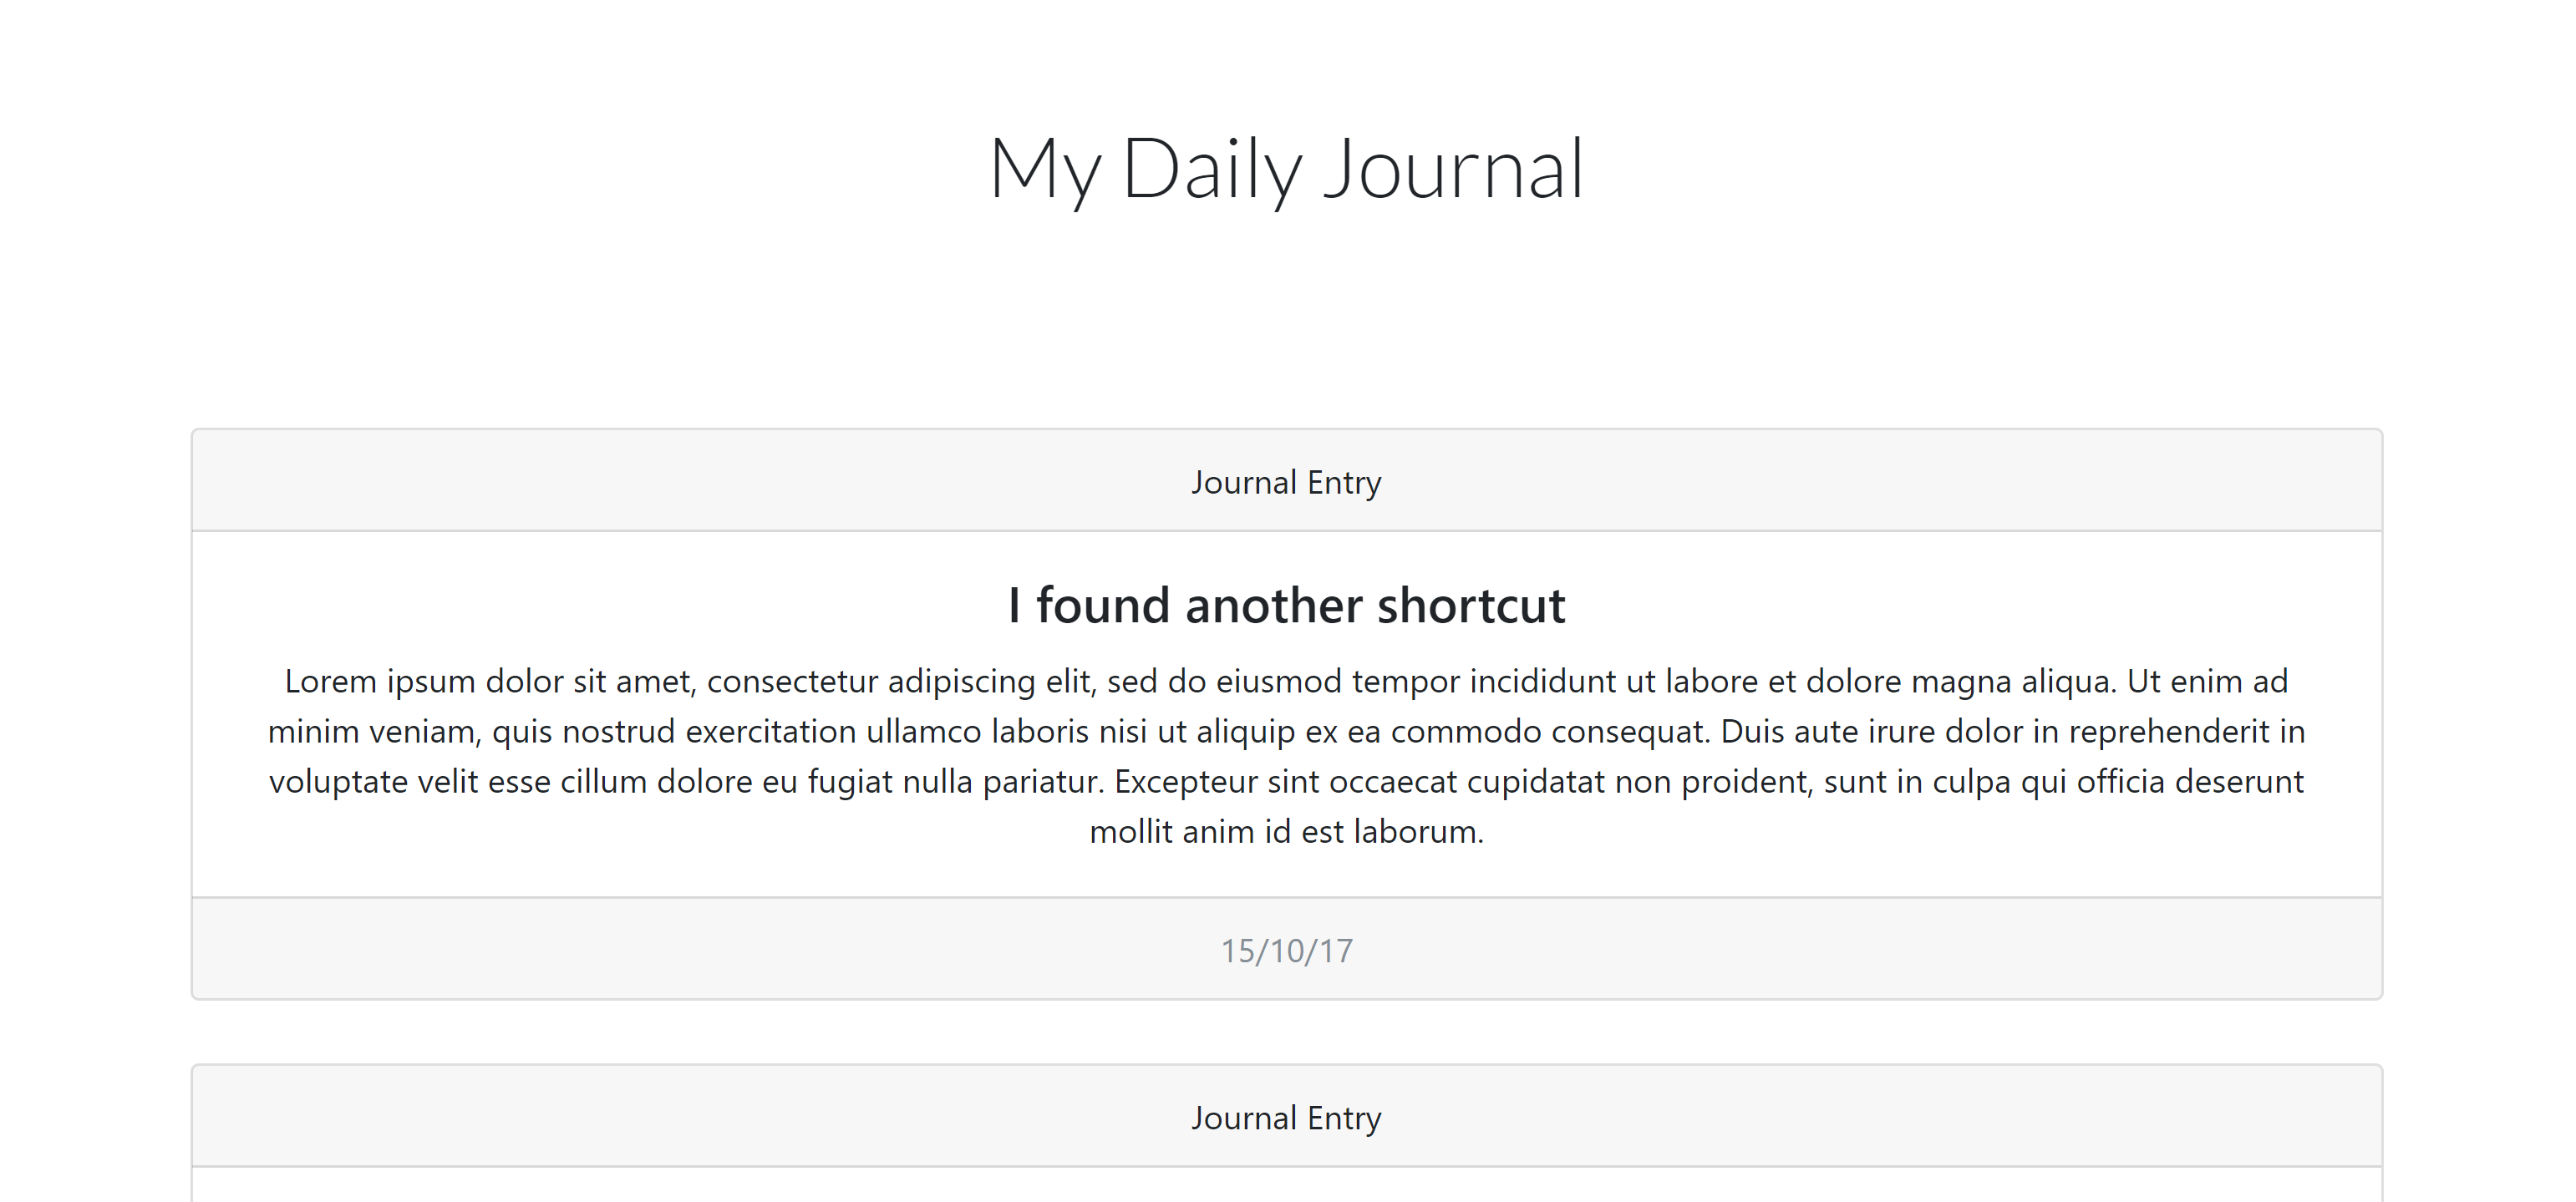 My Daily Journal
Journal Entry
I found another shortcut
Lorem ipsum dolor sit amet, consectetur adipiscing elit, sed do eiusmod tempor incididunt ut labore et dolore magna aliqua. Ut enim ad
minim veniam, quis nostrud exercitation ullamco laboris nisi ut aliquip ex ea commodo consequat. Duis aute irure dolor in reprehenderit in
voluptate velit esse cillum dolore eu fugiat nulla pariatur. Excepteur sint occaecat cupidatat non proident, sunt in culpa qui officia deserunt
mollit anim id est laborum.
15/10/17
Journal Entry